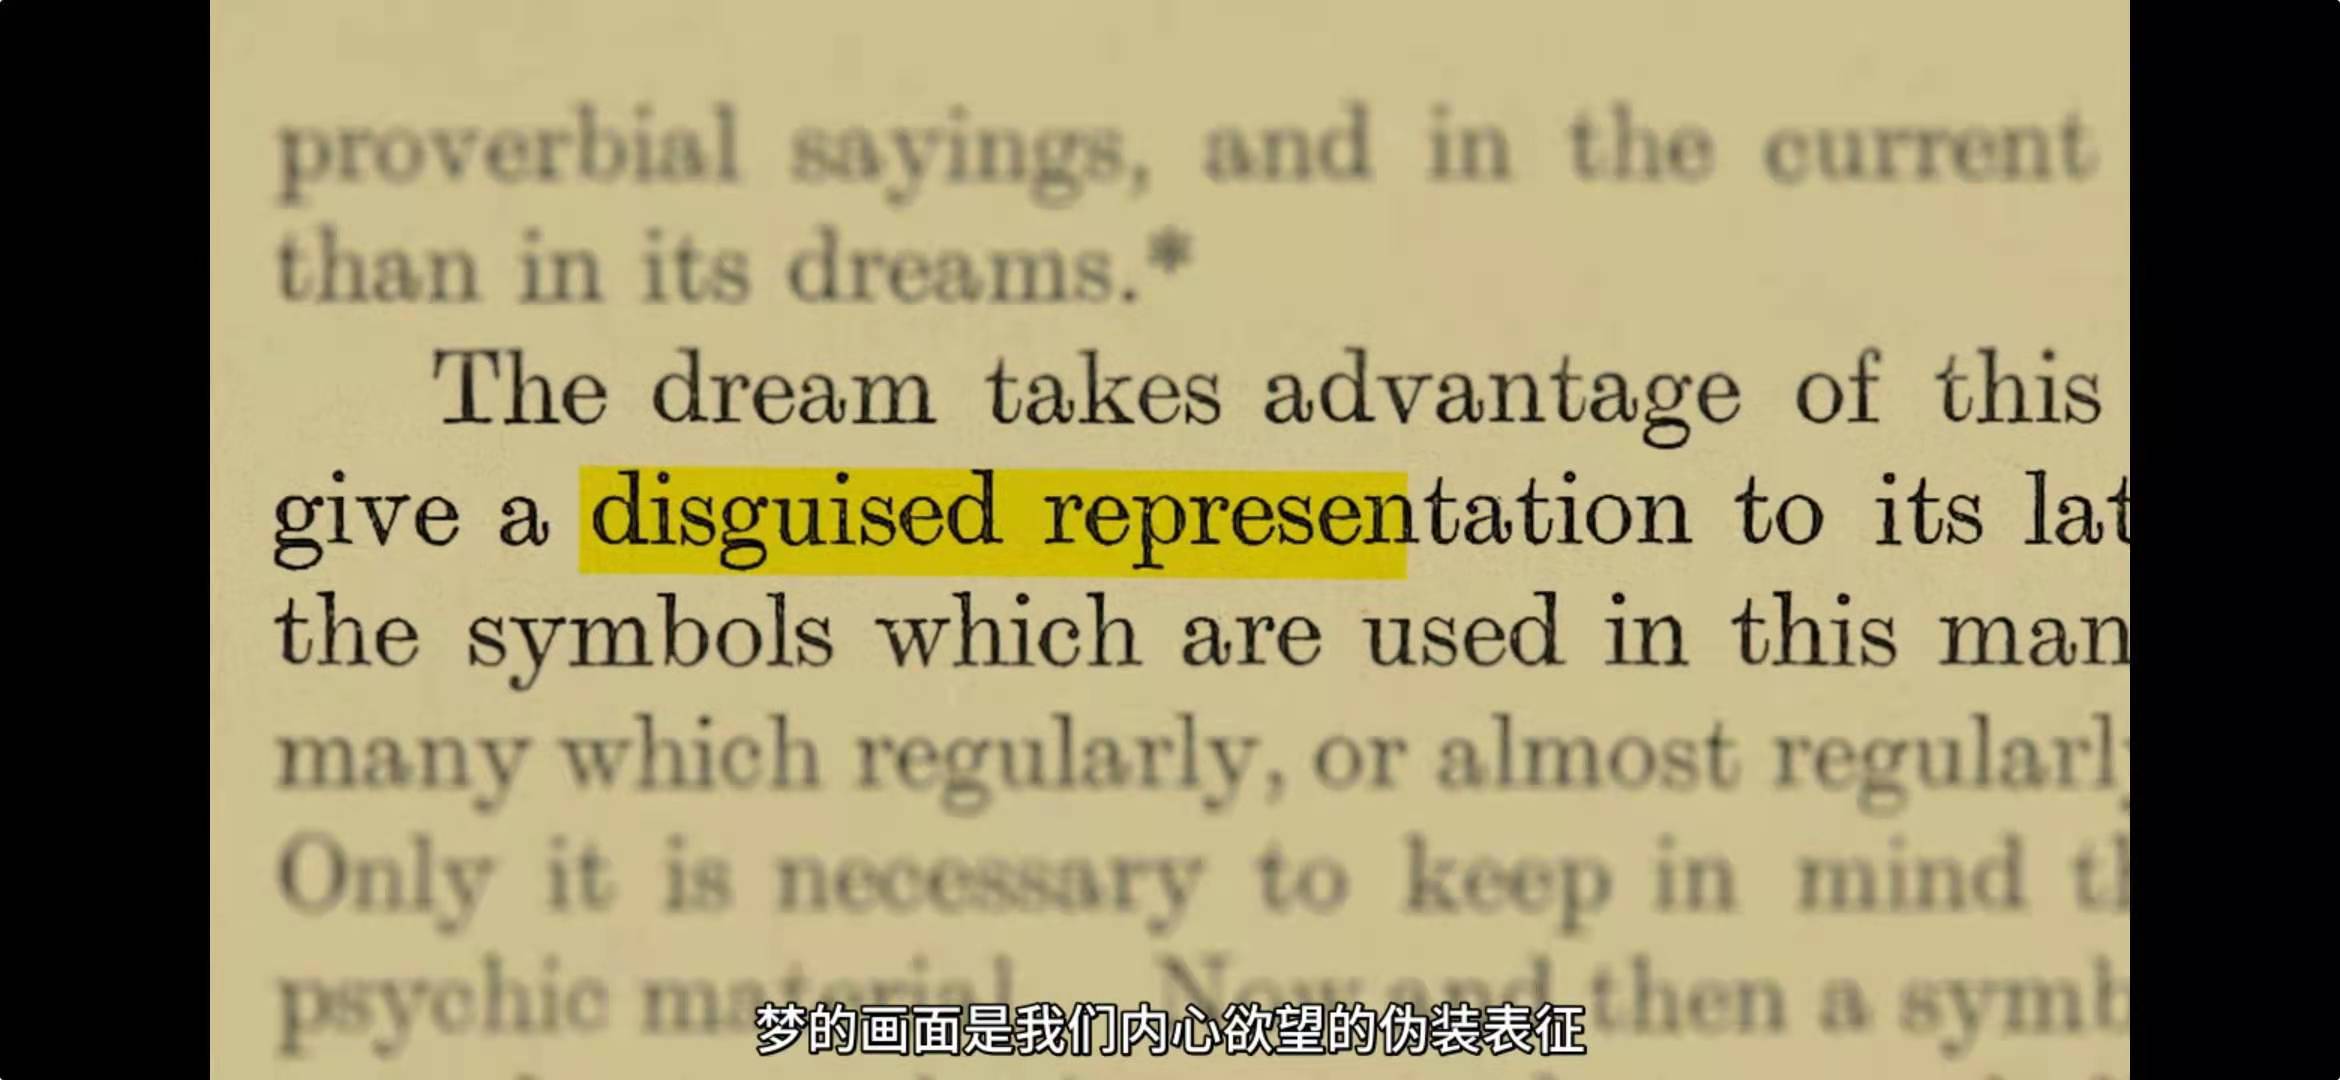 proverbial sayings, and in the current
than in its dreams.*
The dream takes advantage of this
give a disguised representation to its lat
the symbols which are used in this man
many which regularly, or almost regularly
Only it is necessary to keep in mind th
psychic material. Now and then a symb
梦的画面是我们内心欲望的伪装表征